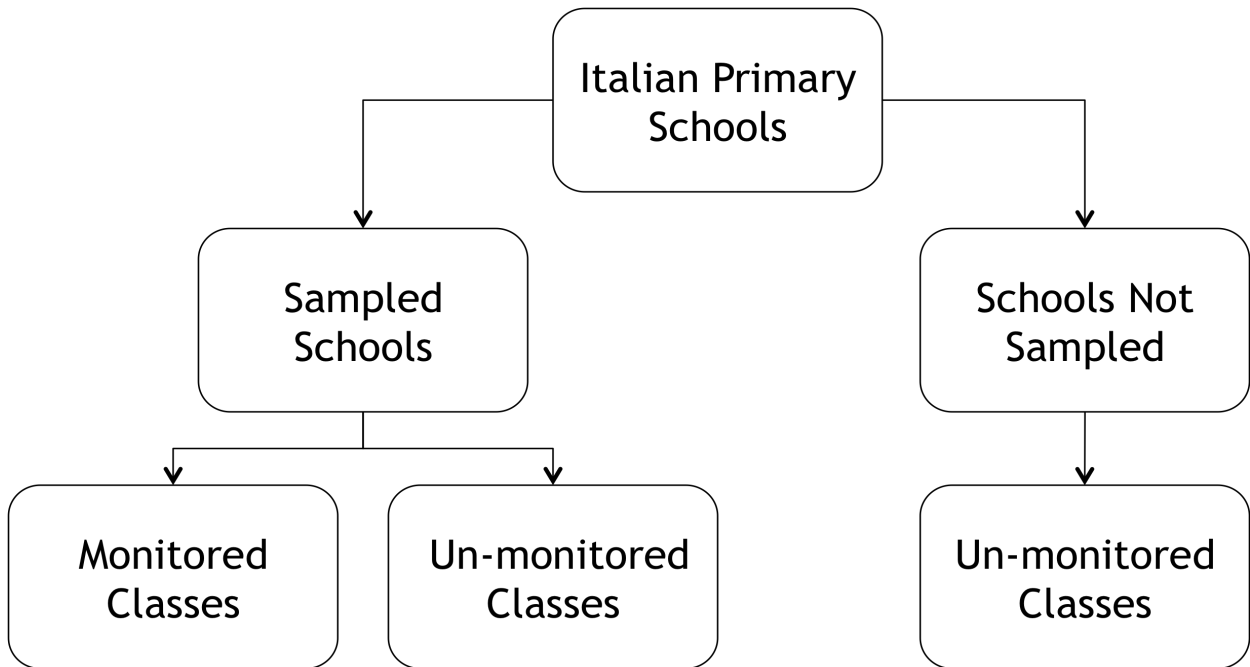 Italian Primary
Schools
Sampled
Schools
Schools Not
Sampled
Monitored
Classes
Un-monitored
Classes
Un-monitored
Classes